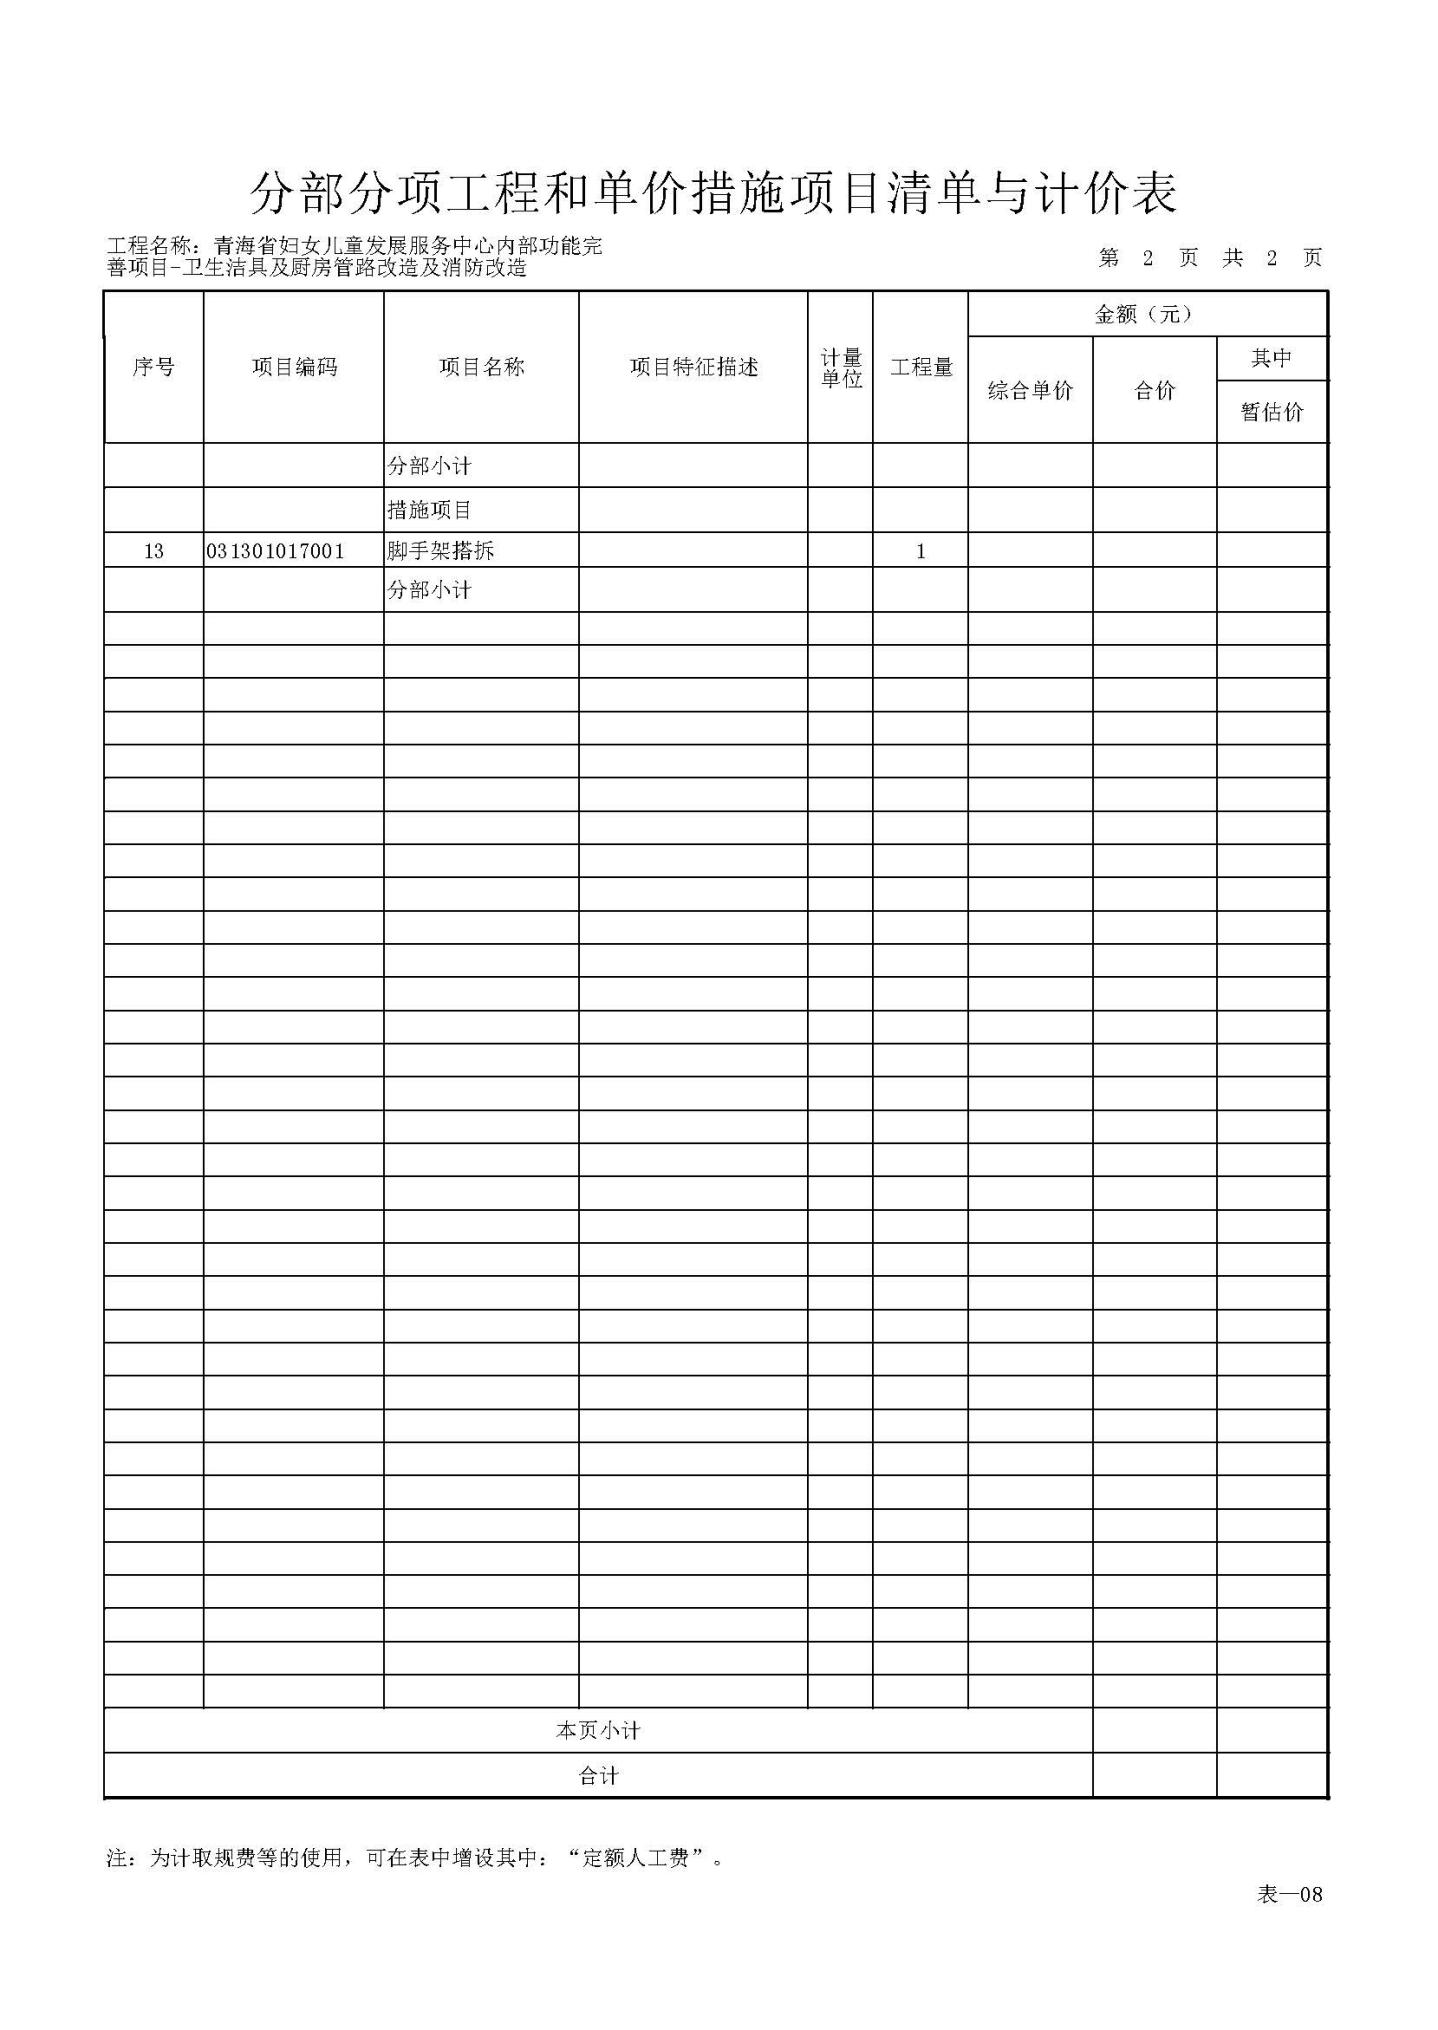 分部分项工程和单价措施项目清单与计价表
工程名称：青海省妇女儿童发展服务中心内部功能完
善项目-卫生洁具及厨房管路改造及消防改造
第 2 页 共 2 页
序号 项目编码 项目名称 项目特征描述 计量单位 工程量 金额（元）
综合单价 合价 其中
暂估价
分部小计
措施项目
13 031301017001 脚手架搭拆 1
分部小计
本页小计
合计
注：为计取规费等的使用，可在表中增设其中：“定额人工费”。
表—08